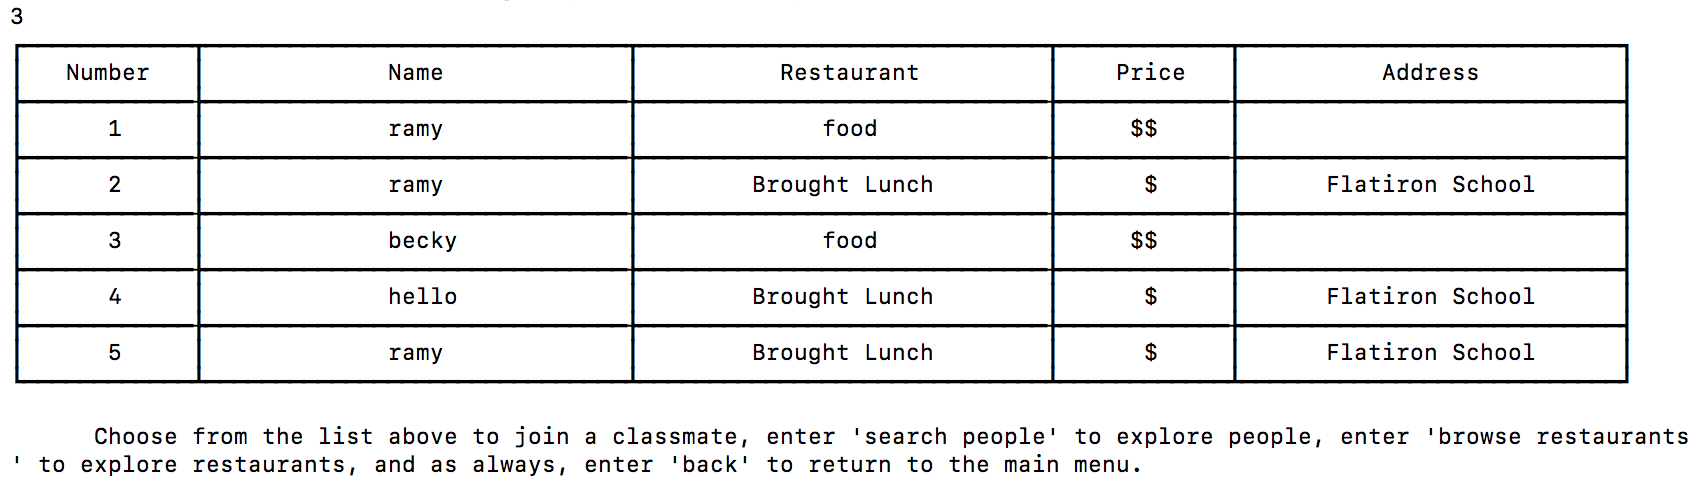 3
Number Name Restaurant Price Address
1 ramy food $$
2 ramy Brought Lunch $ Flatiron School
3 becky food $$
4 hello Brought Lunch $ Flatiron School
5 ramy Brought Lunch $ Flatiron School
Choose from the list above to join a classmate, enter 'search people' to explore people, enter 'browse restaurants
' to explore restaurants, and as always, enter 'back' to return to the main menu.